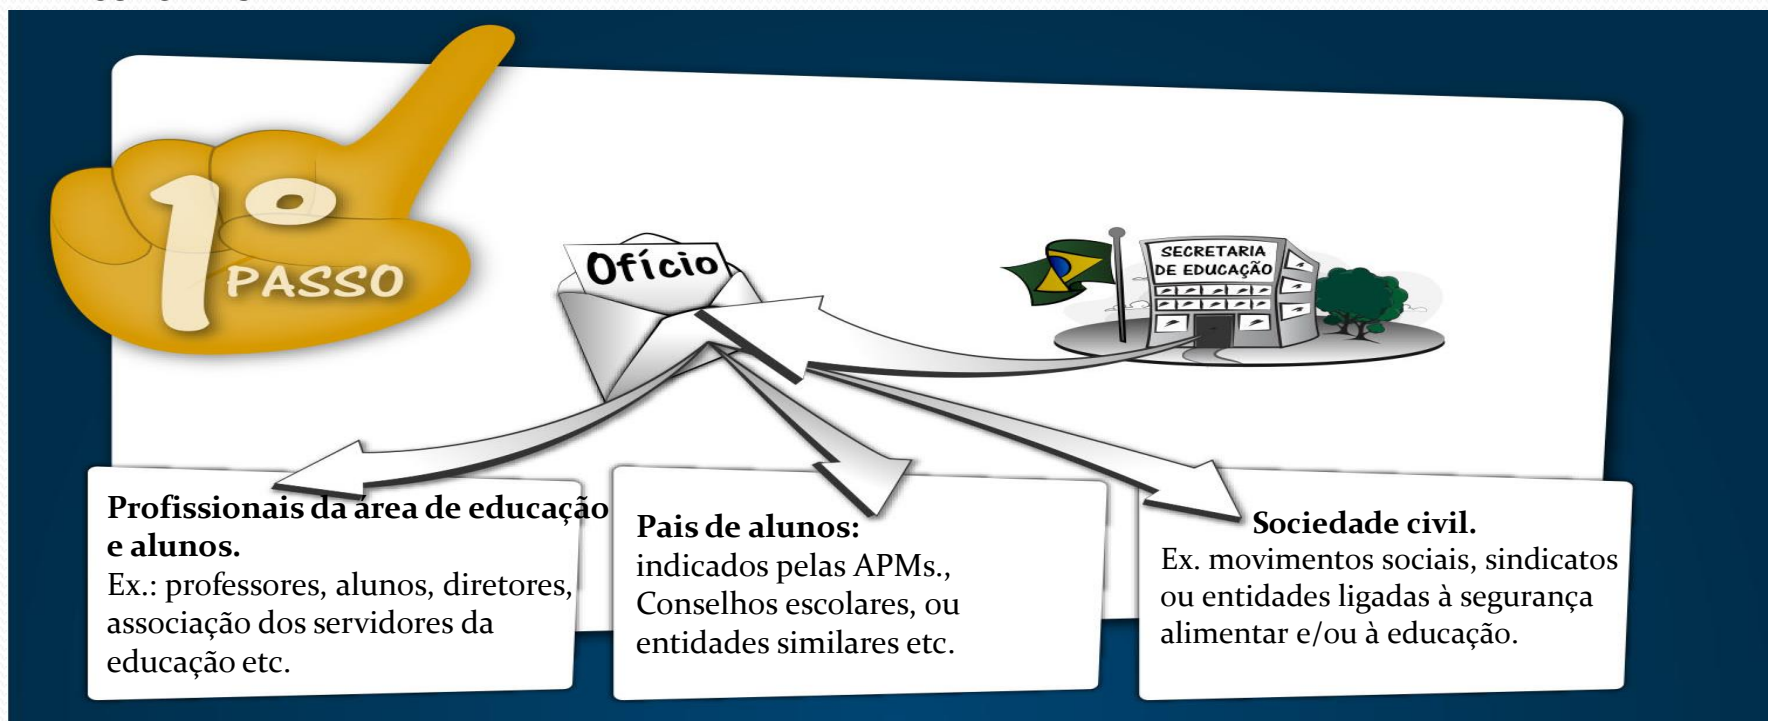 1º
PASSO
Ofício
SECRETARIA
DE EDUCAÇÃO
Profissionais da área de educação
e alunos.
Ex.: professores, alunos, diretores,
associação dos servidores da
educação etc.
Pais de alunos:
indicados pelas APMs.,
Conselhos escolares, ou
entidades similares etc.
Sociedade civil.
Ex. movimentos sociais, sindicatos
ou entidades ligadas à segurança
alimentar e/ou à educação.